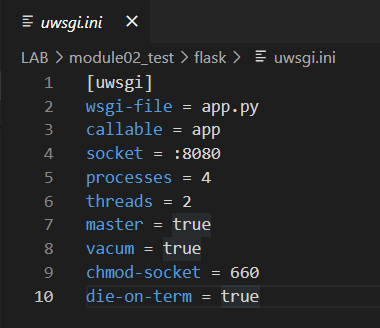 uwsgi.ini
LAB > module02_test > flask > uwsgi.ini
1 [uwsgi]
2 wsgi-file = app.py
3 callable = app
4 socket = :8080
5 processes = 4
6 threads = 2
7 master = true
8 vacum = true
9 chmod-socket = 660
10 die-on-term = true